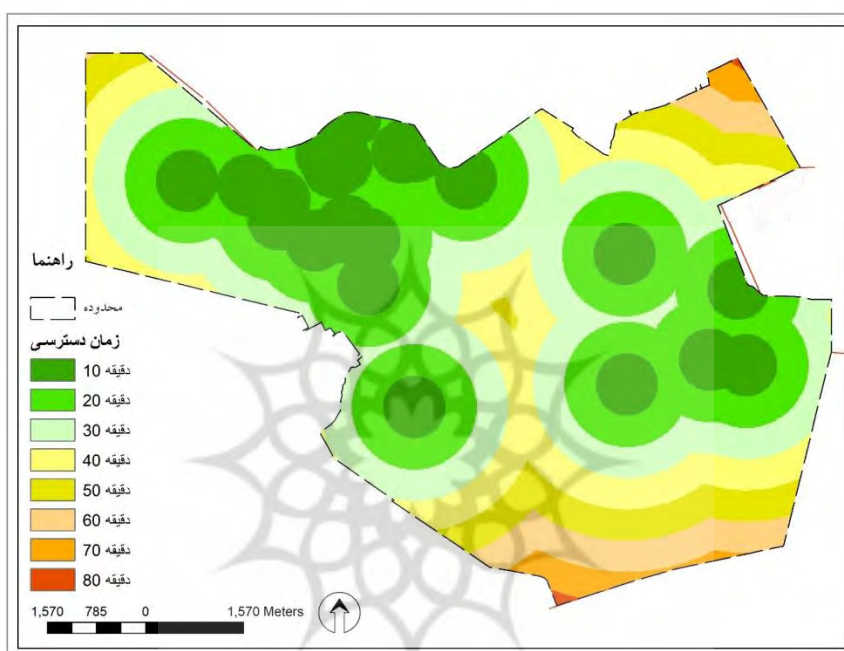 راهنما
محدوده
زمان دسترسی
10 دقیقه
20 دقیقه
30 دقیقه
40 دقیقه
50 دقیقه
60 دقیقه
70 دقیقه
80 دقیقه
1,570 785 0 1,570 Meters